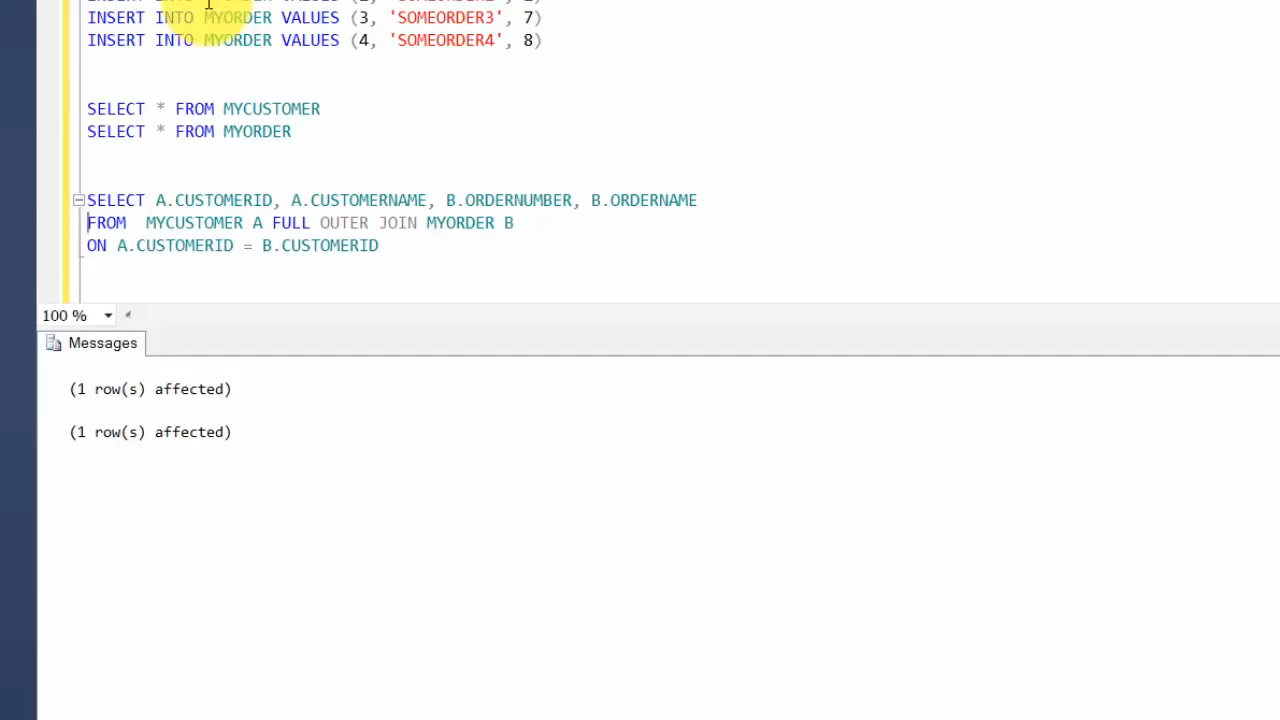 INSERT INTO MYORDER VALUES (3, 'SOMEORDER3', 7)
INSERT INTO MYORDER VALUES (4, 'SOMEORDER4', 8)
SELECT * FROM MYCUSTOMER
SELECT * FROM MYORDER
SELECT A.CUSTOMERID, A.CUSTOMERNAME, B.ORDERNUMBER, B.ORDERNAME
FROM  MYCUSTOMER A FULL OUTER JOIN MYORDER B
ON A.CUSTOMERID = B.CUSTOMERID
100 %
Messages
(1 row(s) affected)
(1 row(s) affected)